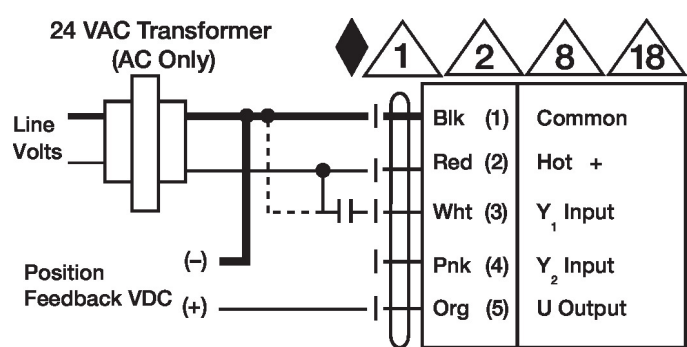 24 VAC Transformer
(AC Only)
1 2 8 18
Line
Volts
Blk (1) Common
Red (2) Hot +
Wht (3) Y₁ Input
(–) Pnk (4) Y₂ Input
Position
Feedback VDC (+) Org (5) U Output